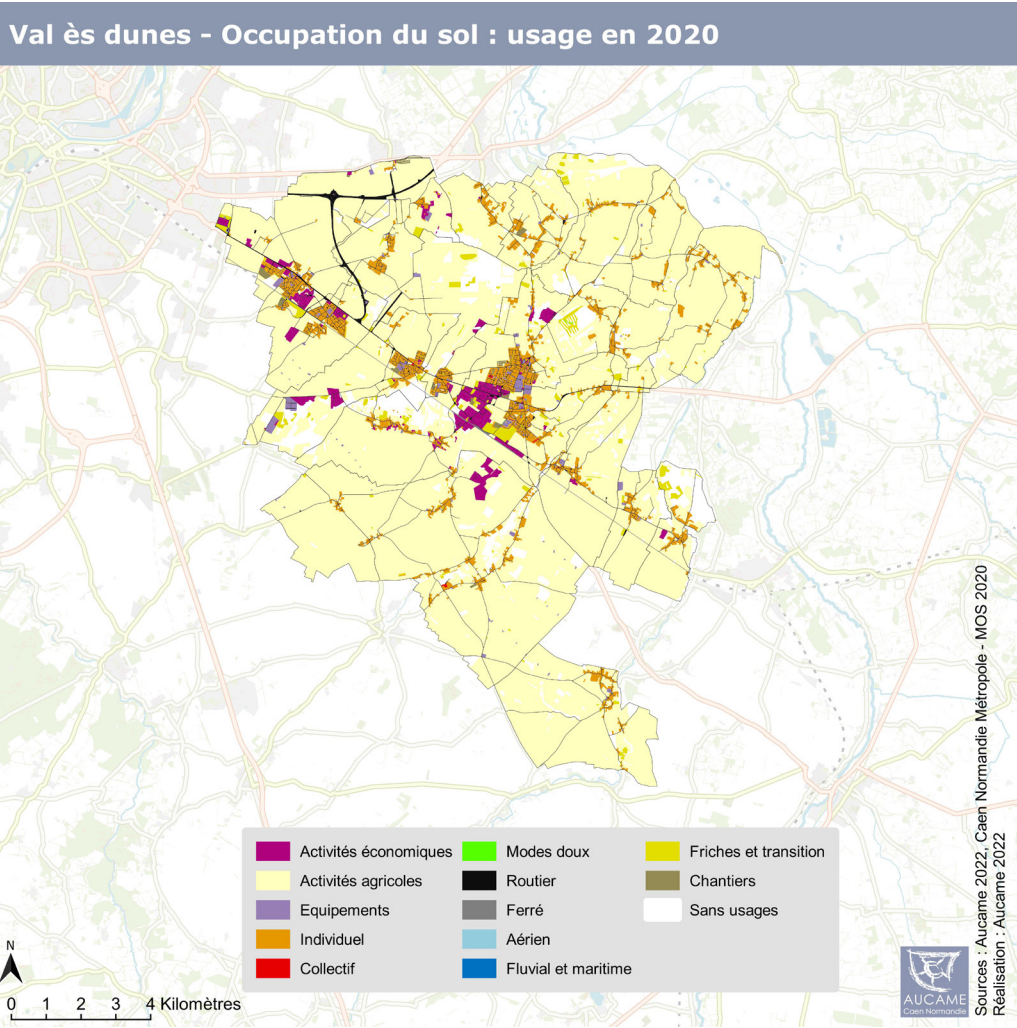 Val ès dunes - Occupation du sol : usage en 2020
Activités économiques
Activités agricoles
Equipements
Individuel
Collectif
Modes doux
Routier
Ferré
Aérien
Fluvial et maritime
Friches et transition
Chantiers
Sans usages
N
0 1 2 3 4 Kilomètres
AUCAME
Caen Normandie
Sources : Aucame 2022, Caen Normandie Métropole - MOS 2020
Réalisation : Aucame 2022